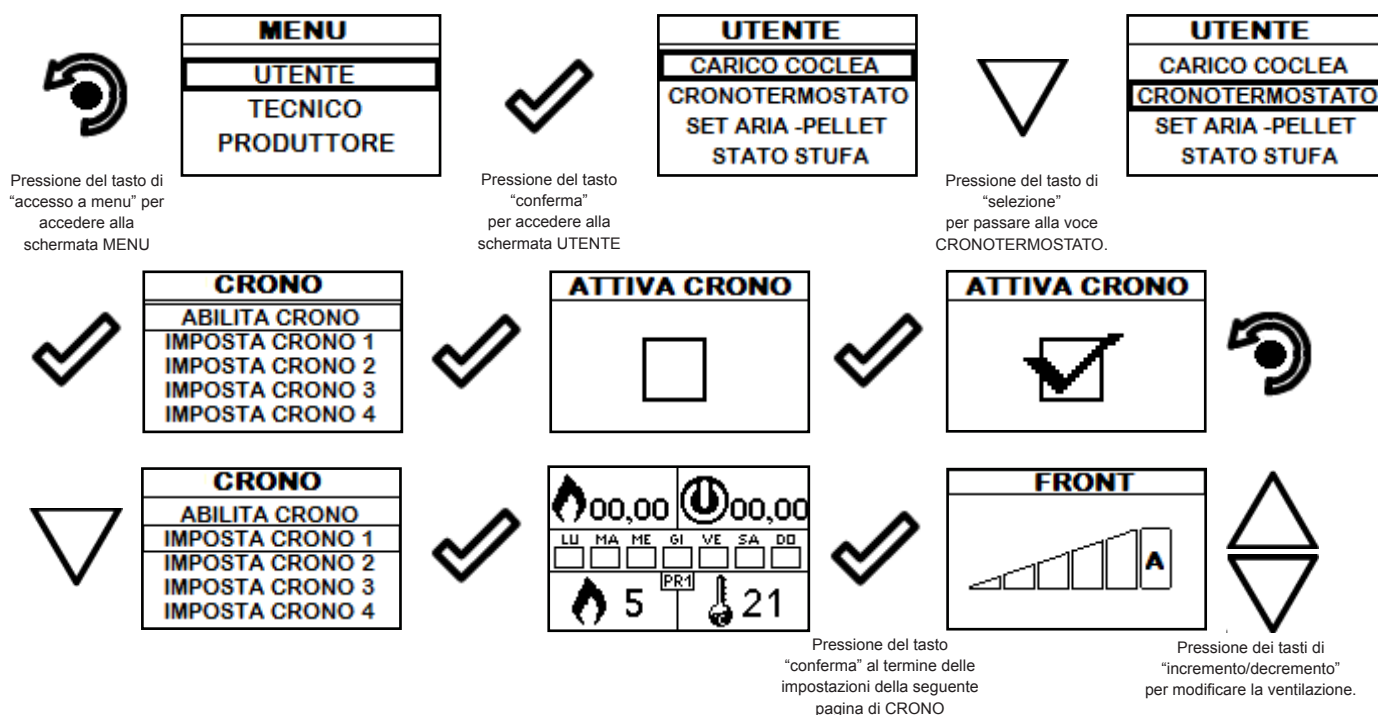 MENU
UTENTE
TECNICO
PRODUTTORE
UTENTE
CARICO COCLEA
CRONOTERMOSTATO
SET ARIA -PELLET
STATO STUFA
UTENTE
CARICO COCLEA
CRONOTERMOSTATO
SET ARIA -PELLET
STATO STUFA
Pressione del tasto di
“accesso a menu” per
accedere alla
schermata MENU
Pressione del tasto
“conferma”
per accedere alla
schermata UTENTE
Pressione del tasto di
“selezione”
per passare alla voce
CRONOTERMOSTATO.
CRONO
ABILITA CRONO
IMPOSTA CRONO 1
IMPOSTA CRONO 2
IMPOSTA CRONO 3
IMPOSTA CRONO 4
ATTIVA CRONO
ATTIVA CRONO
CRONO
ABILITA CRONO
IMPOSTA CRONO 1
IMPOSTA CRONO 2
IMPOSTA CRONO 3
IMPOSTA CRONO 4
00,00 00,00
LU MA ME GI VE SA DO
PR1
5 21
FRONT
A
Pressione del tasto
“conferma” al termine delle
impostazioni della seguente
pagina di CRONO
Pressione dei tasti di
“incremento/decremento”
per modificare la ventilazione.